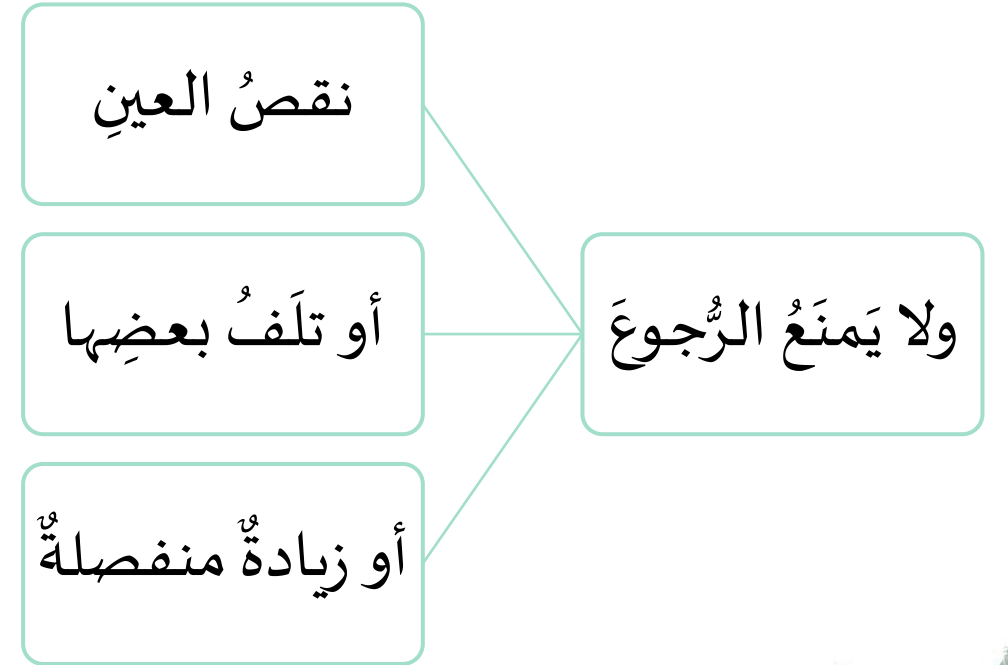 ولا يَمنَعُ الرُّجوعَ
نقصُ العينِ
أو تلَفُ بعضِها
أو زيادةٌ منفصلةٌ